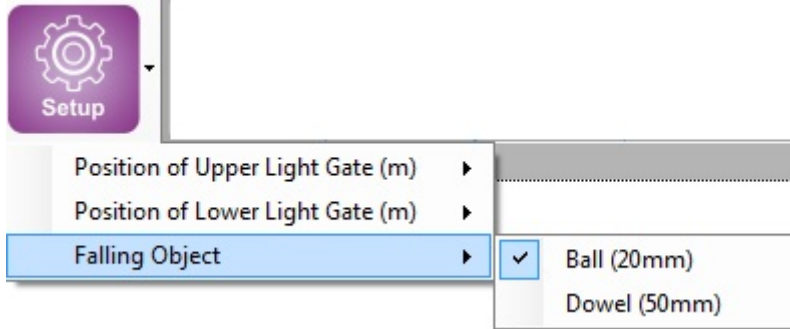 Setup
Position of Upper Light Gate (m)
Position of Lower Light Gate (m)
Falling Object
Ball (20mm)
Dowel (50mm)